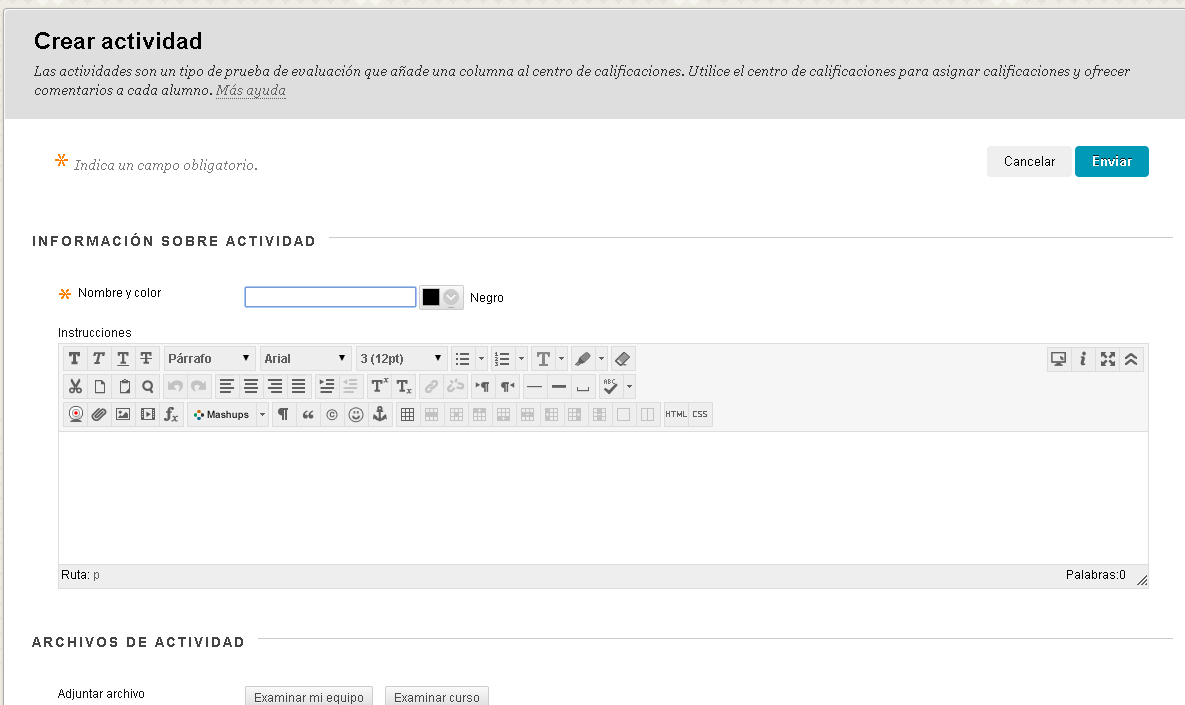 Crear actividad
Las actividades son un tipo de prueba de evaluación que añade una columna al centro de calificaciones. Utilice el centro de calificaciones para asignar calificaciones y ofrecer
comentarios a cada alumno. Más ayuda
Indica un campo obligatorio.
Cancelar Enviar
INFORMACIÓN SOBRE ACTIVIDAD
Nombre y color Negro
Instrucciones
T T T T Párrafo Arial 3 (12pt) T
T T ABC
fx Mashups HTML CSS
Ruta: p Palabras:0
ARCHIVOS DE ACTIVIDAD
Adjuntar archivo Examinar mi equipo Examinar curso